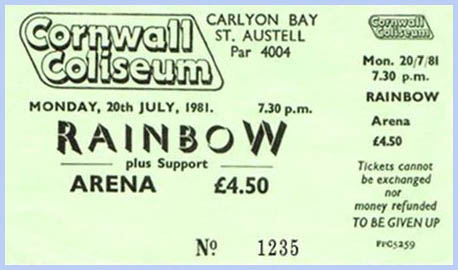 Cornwall
Coliseum
CARLYON BAY
ST. AUSTELL
Par 4004
MONDAY, 20th JULY, 1981. 7.30 p.m.
RAINBOW
plus Support
ARENA £4.50
Nº 1235
Cornwall
Coliseum
Mon. 20/7/81
7.30 p.m.
RAINBOW
Arena
£4.50
Tickets cannot
be exchanged
nor
money refunded
TO BE GIVEN UP
FPC5259